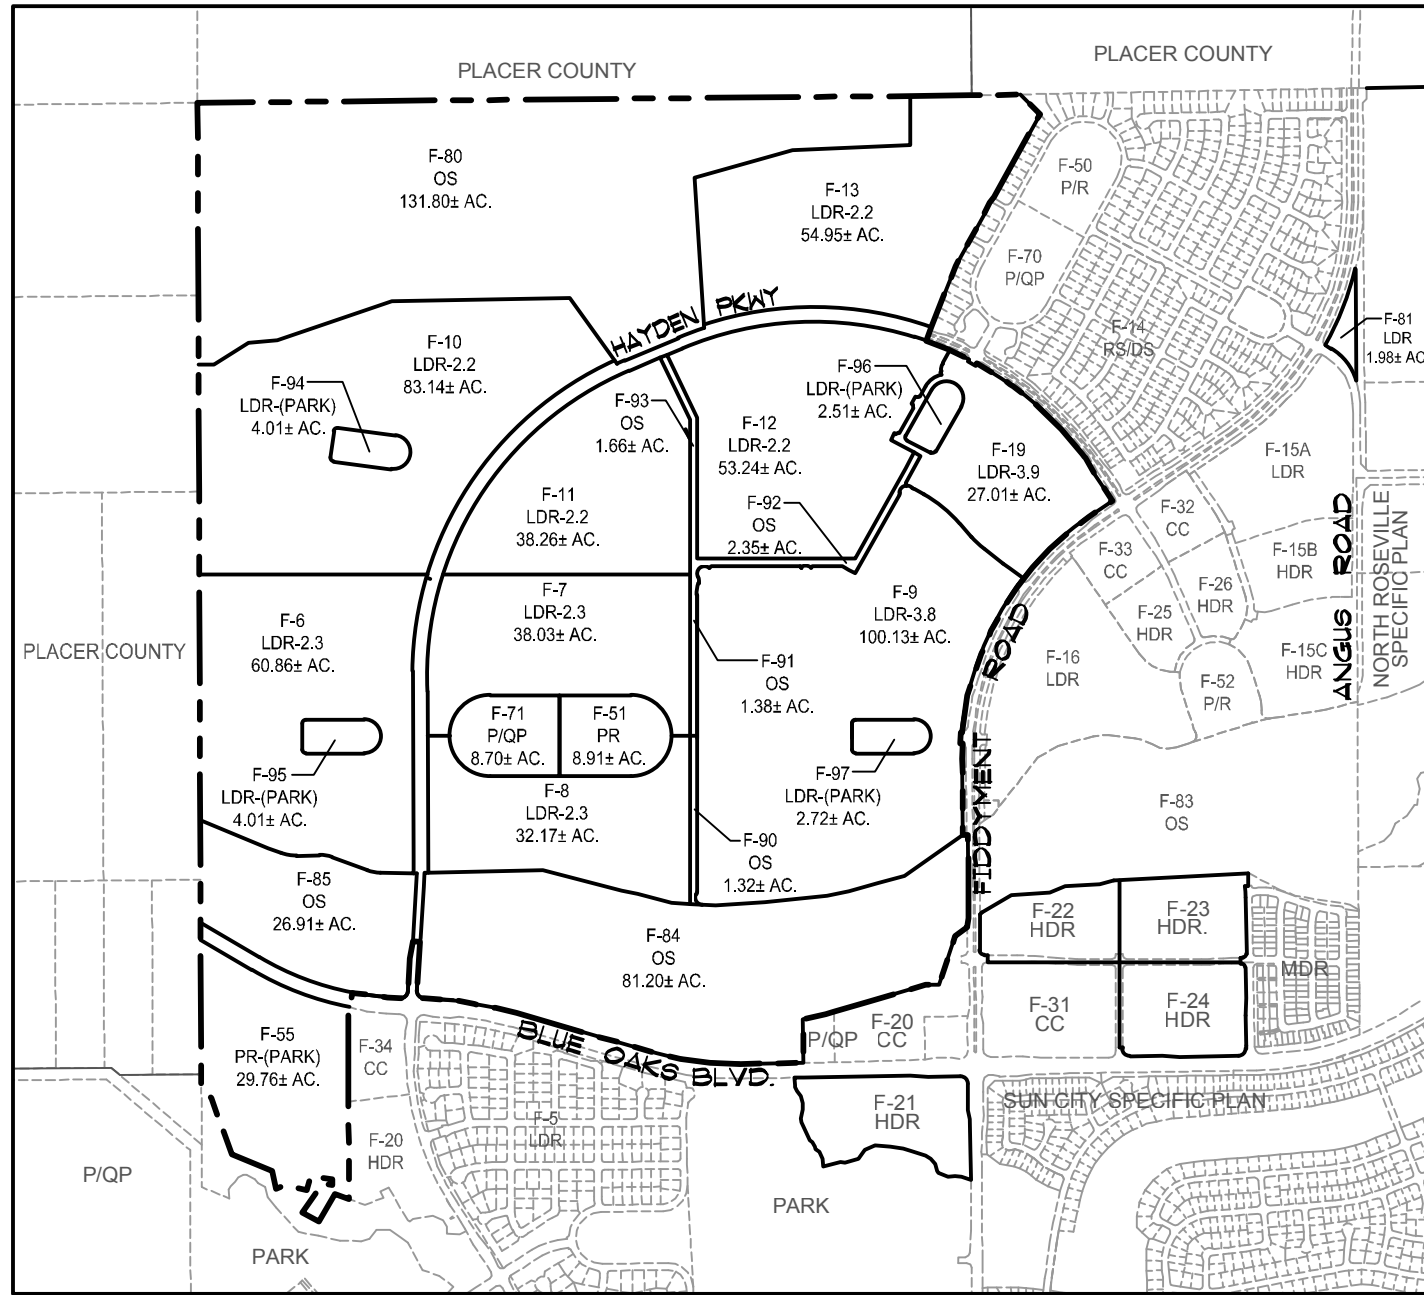 PLACER COUNTY
PLACER COUNTY
F-80
OS
131.80± AC.
F-13
LDR-2.2
54.95± AC.
F-50
P/R
F-70
P/QP
F-14
RS/DS
F-81
LDR
1.98± AC
HAYDEN PKWY
F-10
LDR-2.2
83.14± AC.
F-94
LDR-(PARK)
4.01± AC.
F-93
OS
1.66± AC.
F-96
LDR-(PARK)
2.51± AC.
F-12
LDR-2.2
53.24± AC.
F-19
LDR-3.9
27.01± AC.
F-15A
LDR
F-11
LDR-2.2
38.26± AC.
F-92
OS
2.35± AC.
F-32
CC
F-33
CC
F-15B
HDR
F-26
HDR
F-25
HDR
F-15C
HDR
ANGUS ROAD
NORTH ROSEVILLE
SPECIFIC PLAN
PLACER COUNTY
F-6
LDR-2.3
60.86± AC.
F-7
LDR-2.3
38.03± AC.
F-9
LDR-3.8
100.13± AC.
F-91
OS
1.38± AC.
F-16
LDR
F-52
P/R
FIDDYMENT ROAD
F-71
P/QP
8.70± AC.
F-51
PR
8.91± AC.
F-95
LDR-(PARK)
4.01± AC.
F-8
LDR-2.3
32.17± AC.
F-97
LDR-(PARK)
2.72± AC.
F-83
OS
F-90
OS
1.32± AC.
F-85
OS
26.91± AC.
F-84
OS
81.20± AC.
F-22
HDR
F-23
HDR.
MDR
F-31
CC
F-24
HDR
BLUE OAKS BLVD.
P/QP
F-20
CC
F-55
PR-(PARK)
29.76± AC.
F-34
CC
F-5
LDR
F-20
HDR
F-21
HDR
SUN CITY SPECIFIC PLAN
P/QP
PARK
PARK